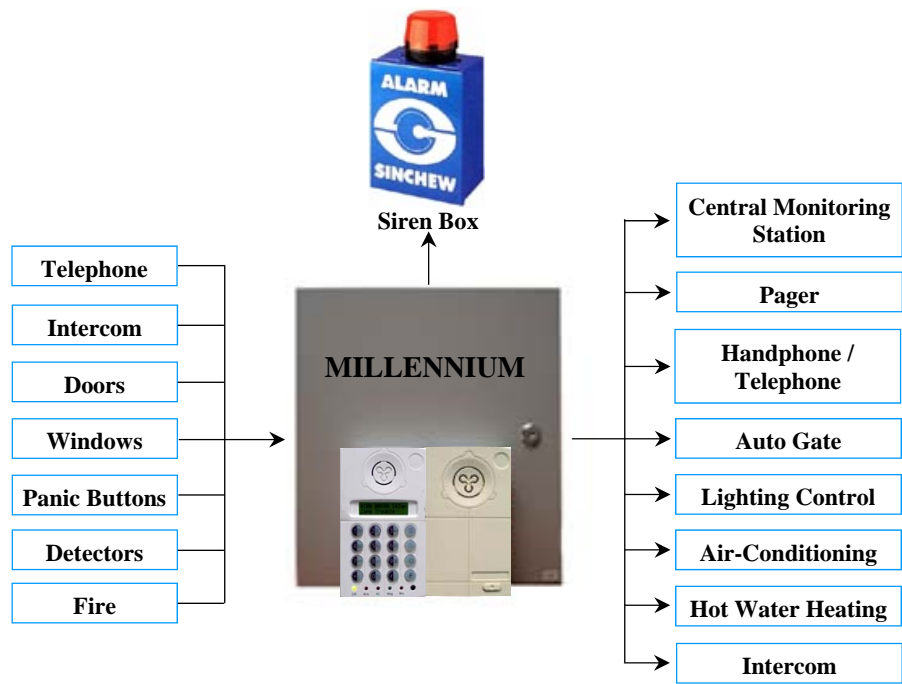 ALARM
SINCHEW
Siren Box
Telephone
Intercom
Doors
Windows
Panic Buttons
Detectors
Fire
MILLENNIUM
Central Monitoring
Station
Pager
Handphone /
Telephone
Auto Gate
Lighting Control
Air-Conditioning
Hot Water Heating
Intercom